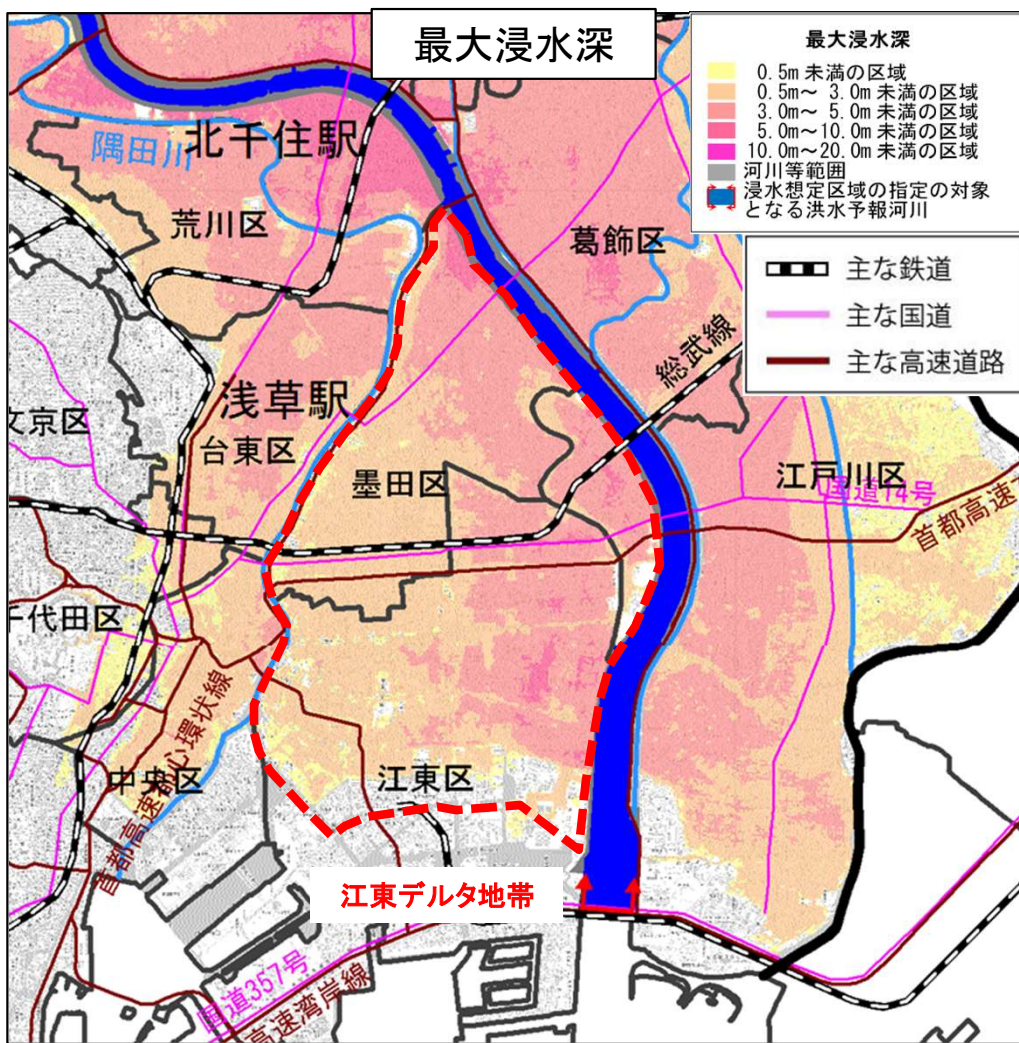 最大浸水深
最大浸水深
0.5m 未満の区域
0.5m～ 3.0m 未満の区域
3.0m～ 5.0m 未満の区域
5.0m～10.0m 未満の区域
10.0m～20.0m 未満の区域
河川等範囲
浸水想定区域の指定の対象
となる洪水予報河川
主な鉄道
主な国道
主な高速道路
北千住駅
隅田川
荒川区
葛飾区
総武線
浅草駅
文京区
台東区
墨田区
江戸川区
国道14号
首都高速
千代田区
首都高速都心環状線
中央区
江東区
江東デルタ地帯
国道357号
高速湾岸線